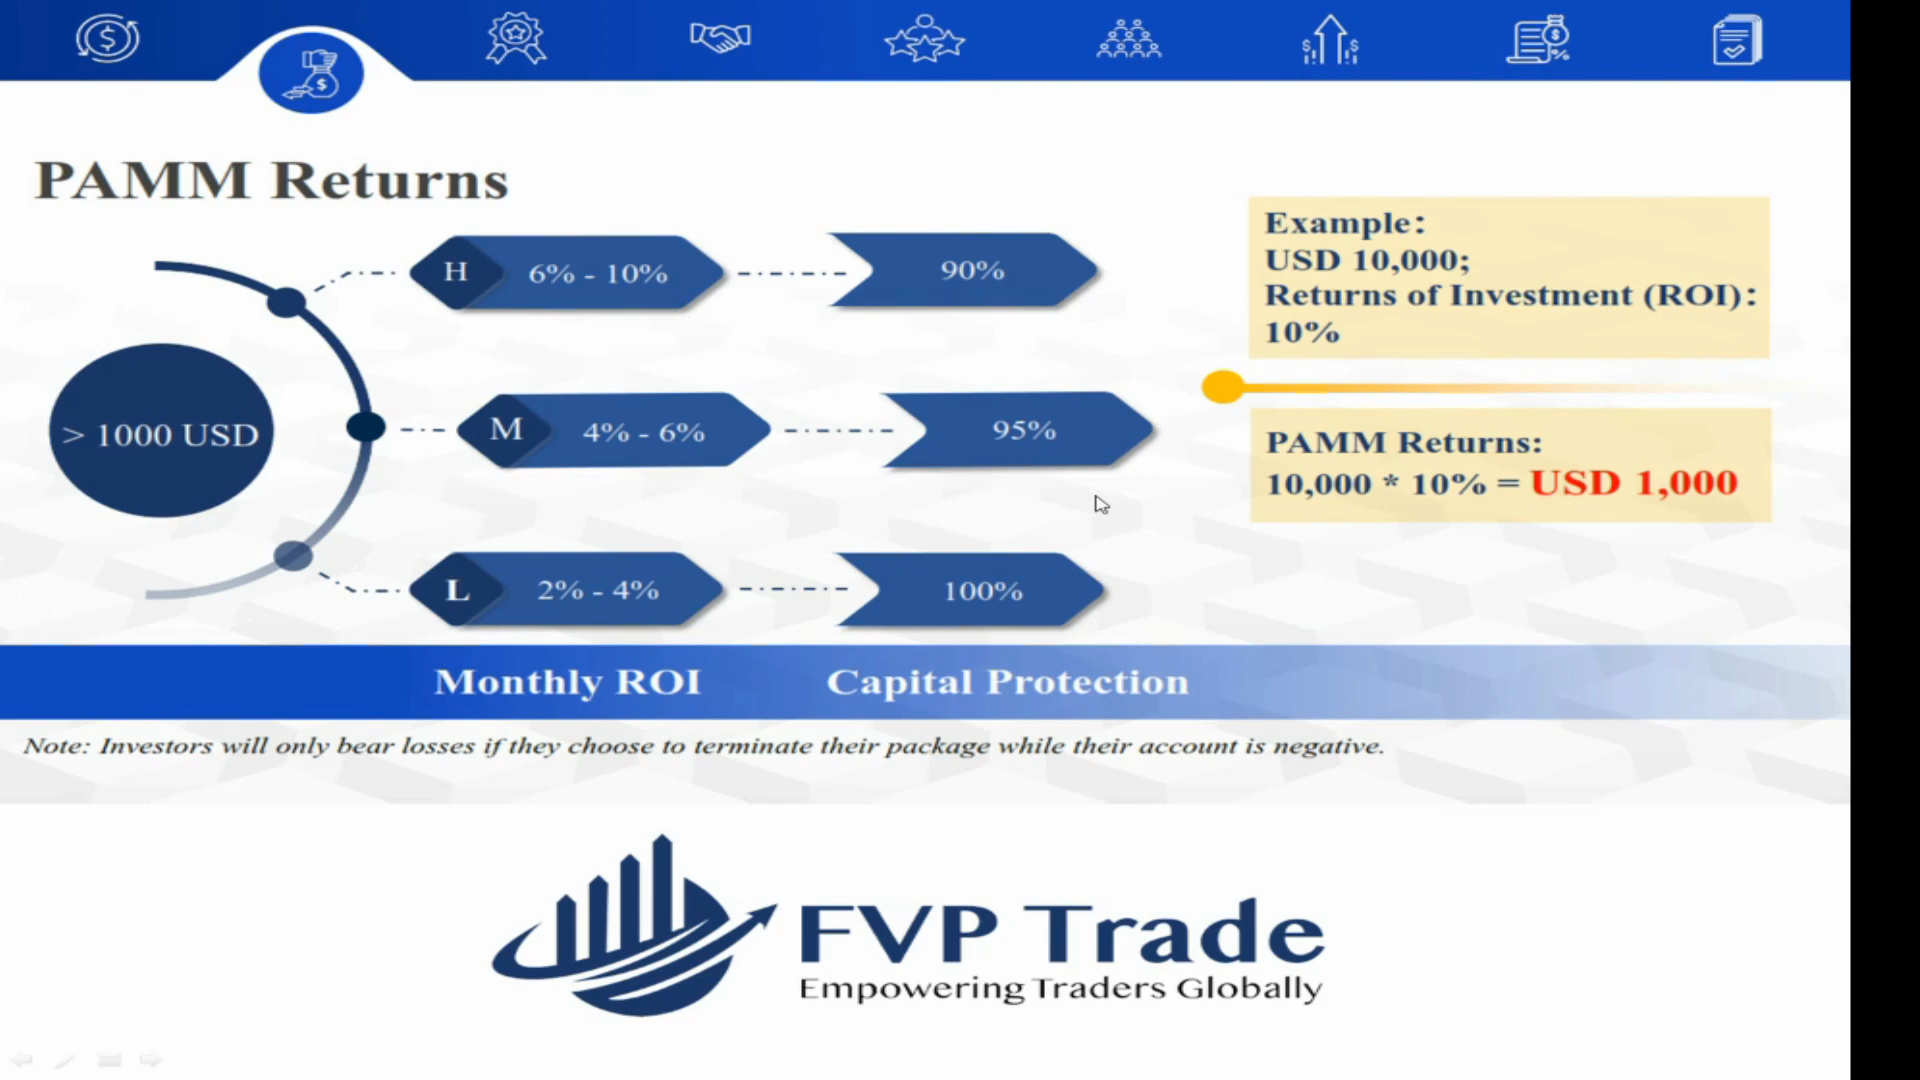 PAMM Returns
> 1000 USD
H
6% - 10%
90%
M
4% - 6%
95%
L
2% - 4%
100%
Monthly ROI
Capital Protection
Example:
USD 10,000;
Returns of Investment (ROI):
10%
PAMM Returns:
10,000 * 10% = USD 1,000
Note: Investors will only bear losses if they choose to terminate their package while their account is negative.
FVP Trade
Empowering Traders Globally